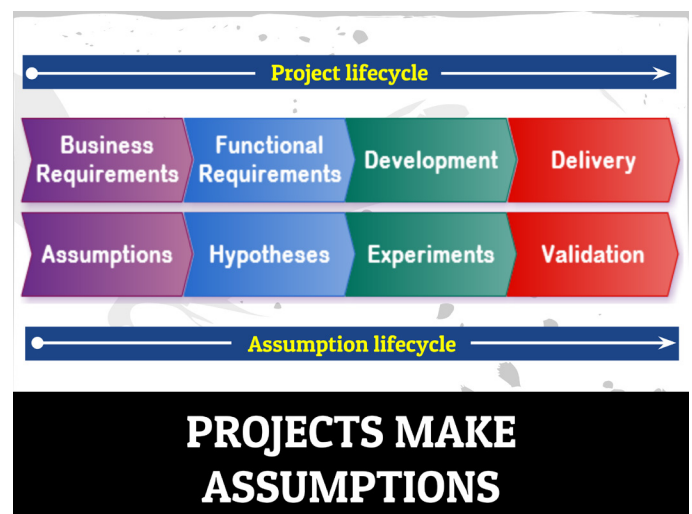 Project lifecycle
Business
Requirements
Functional
Requirements
Development
Delivery
Assumptions
Hypotheses
Experiments
Validation
Assumption lifecycle
PROJECTS MAKE
ASSUMPTIONS